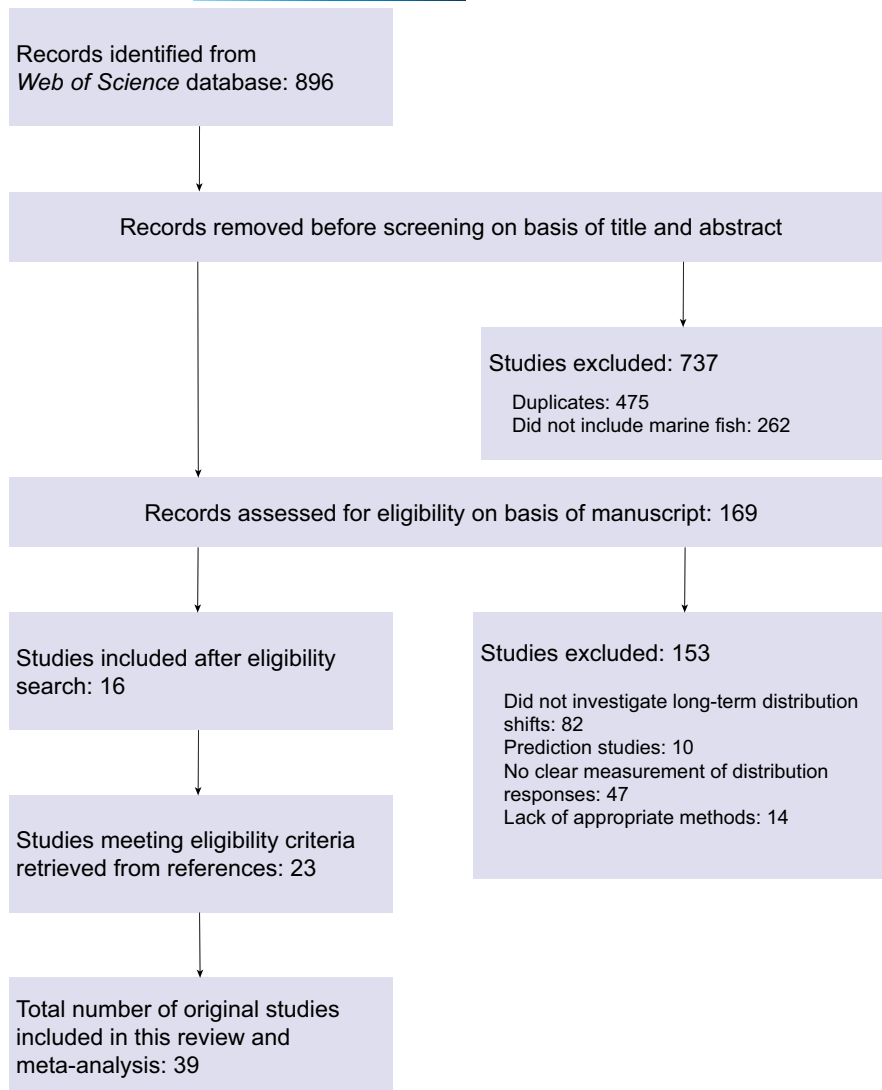 Records identified from
Web of Science database: 896
Records removed before screening on basis of title and abstract
Studies excluded: 737
Duplicates: 475
Did not include marine fish: 262
Records assessed for eligibility on basis of manuscript: 169
Studies included after eligibility
search: 16
Studies excluded: 153
Did not investigate long-term distribution
shifts: 82
Prediction studies: 10
No clear measurement of distribution
responses: 47
Lack of appropriate methods: 14
Studies meeting eligibility criteria
retrieved from references: 23
Total number of original studies
included in this review and
meta-analysis: 39